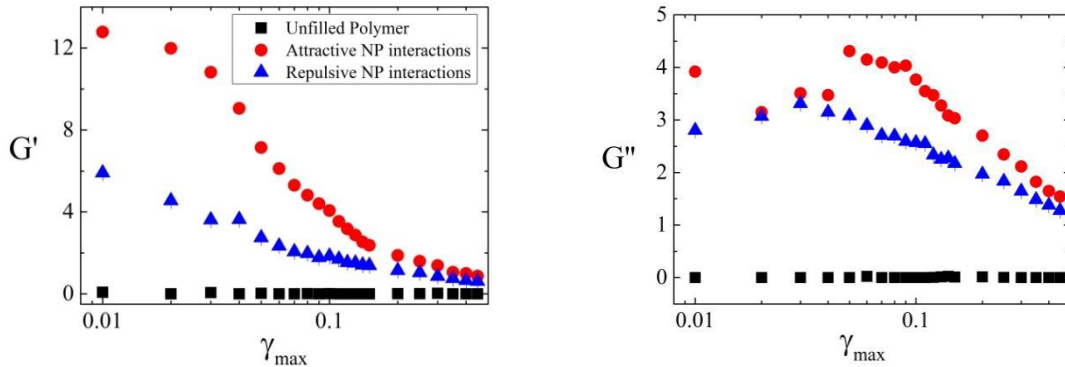 Unfilled Polymer
Attractive NP interactions
Repulsive NP interactions
12
8
4
0
G'
0.01
0.1
γmax
5
4
3
2
1
0
G''
0.01
0.1
γmax